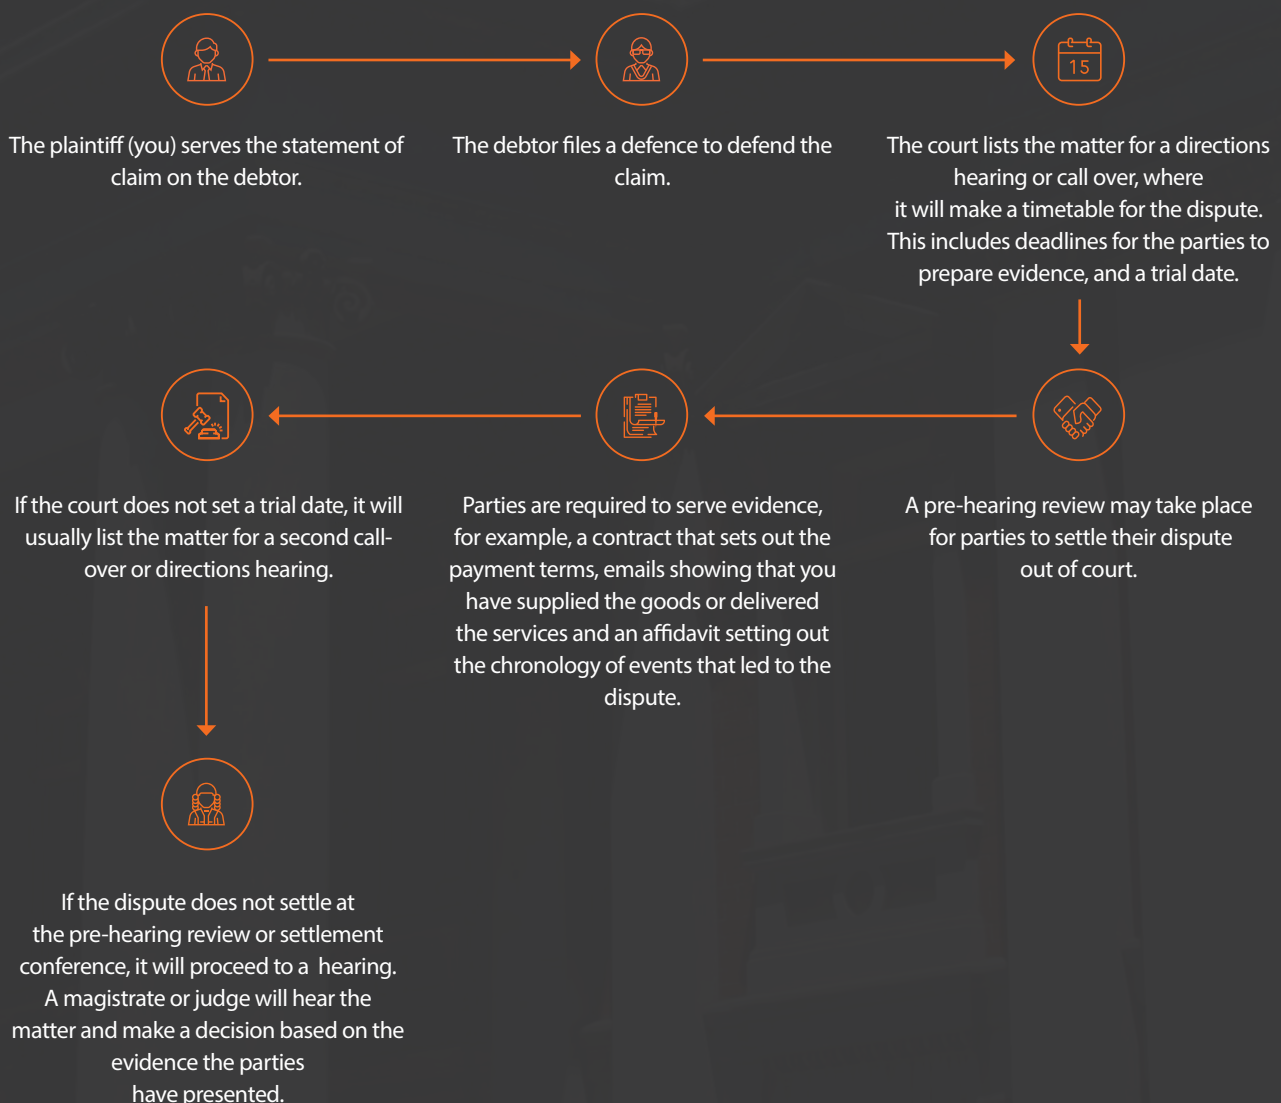 The plaintiff (you) serves the statement of
claim on the debtor.
The debtor files a defence to defend the
claim.
15
The court lists the matter for a directions
hearing or call over, where
it will make a timetable for the dispute.
This includes deadlines for the parties to
prepare evidence, and a trial date.
A pre-hearing review may take place
for parties to settle their dispute
out of court.
Parties are required to serve evidence,
for example, a contract that sets out the
payment terms, emails showing that you
have supplied the goods or delivered
the services and an affidavit setting out
the chronology of events that led to the
dispute.
If the court does not set a trial date, it will
usually list the matter for a second call-
over or directions hearing.
If the dispute does not settle at
the pre-hearing review or settlement
conference, it will proceed to a  hearing.
A magistrate or judge will hear the
matter and make a decision based on the
evidence the parties
have presented.